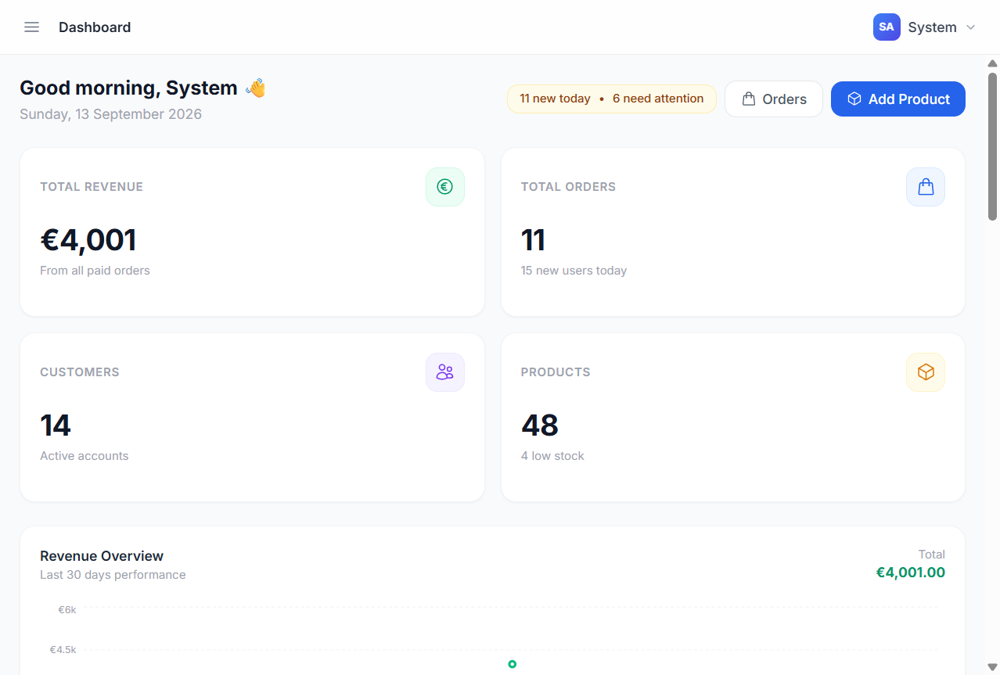 Dashboard
SA System
Good morning, System 👋
Sunday, 13 September 2026
11 new today • 6 need attention
Orders
Add Product
TOTAL REVENUE
€
€4,001
From all paid orders
TOTAL ORDERS
11
15 new users today
CUSTOMERS
14
Active accounts
PRODUCTS
48
4 low stock
Revenue Overview
Last 30 days performance
Total
€4,001.00
€6k
€4.5k